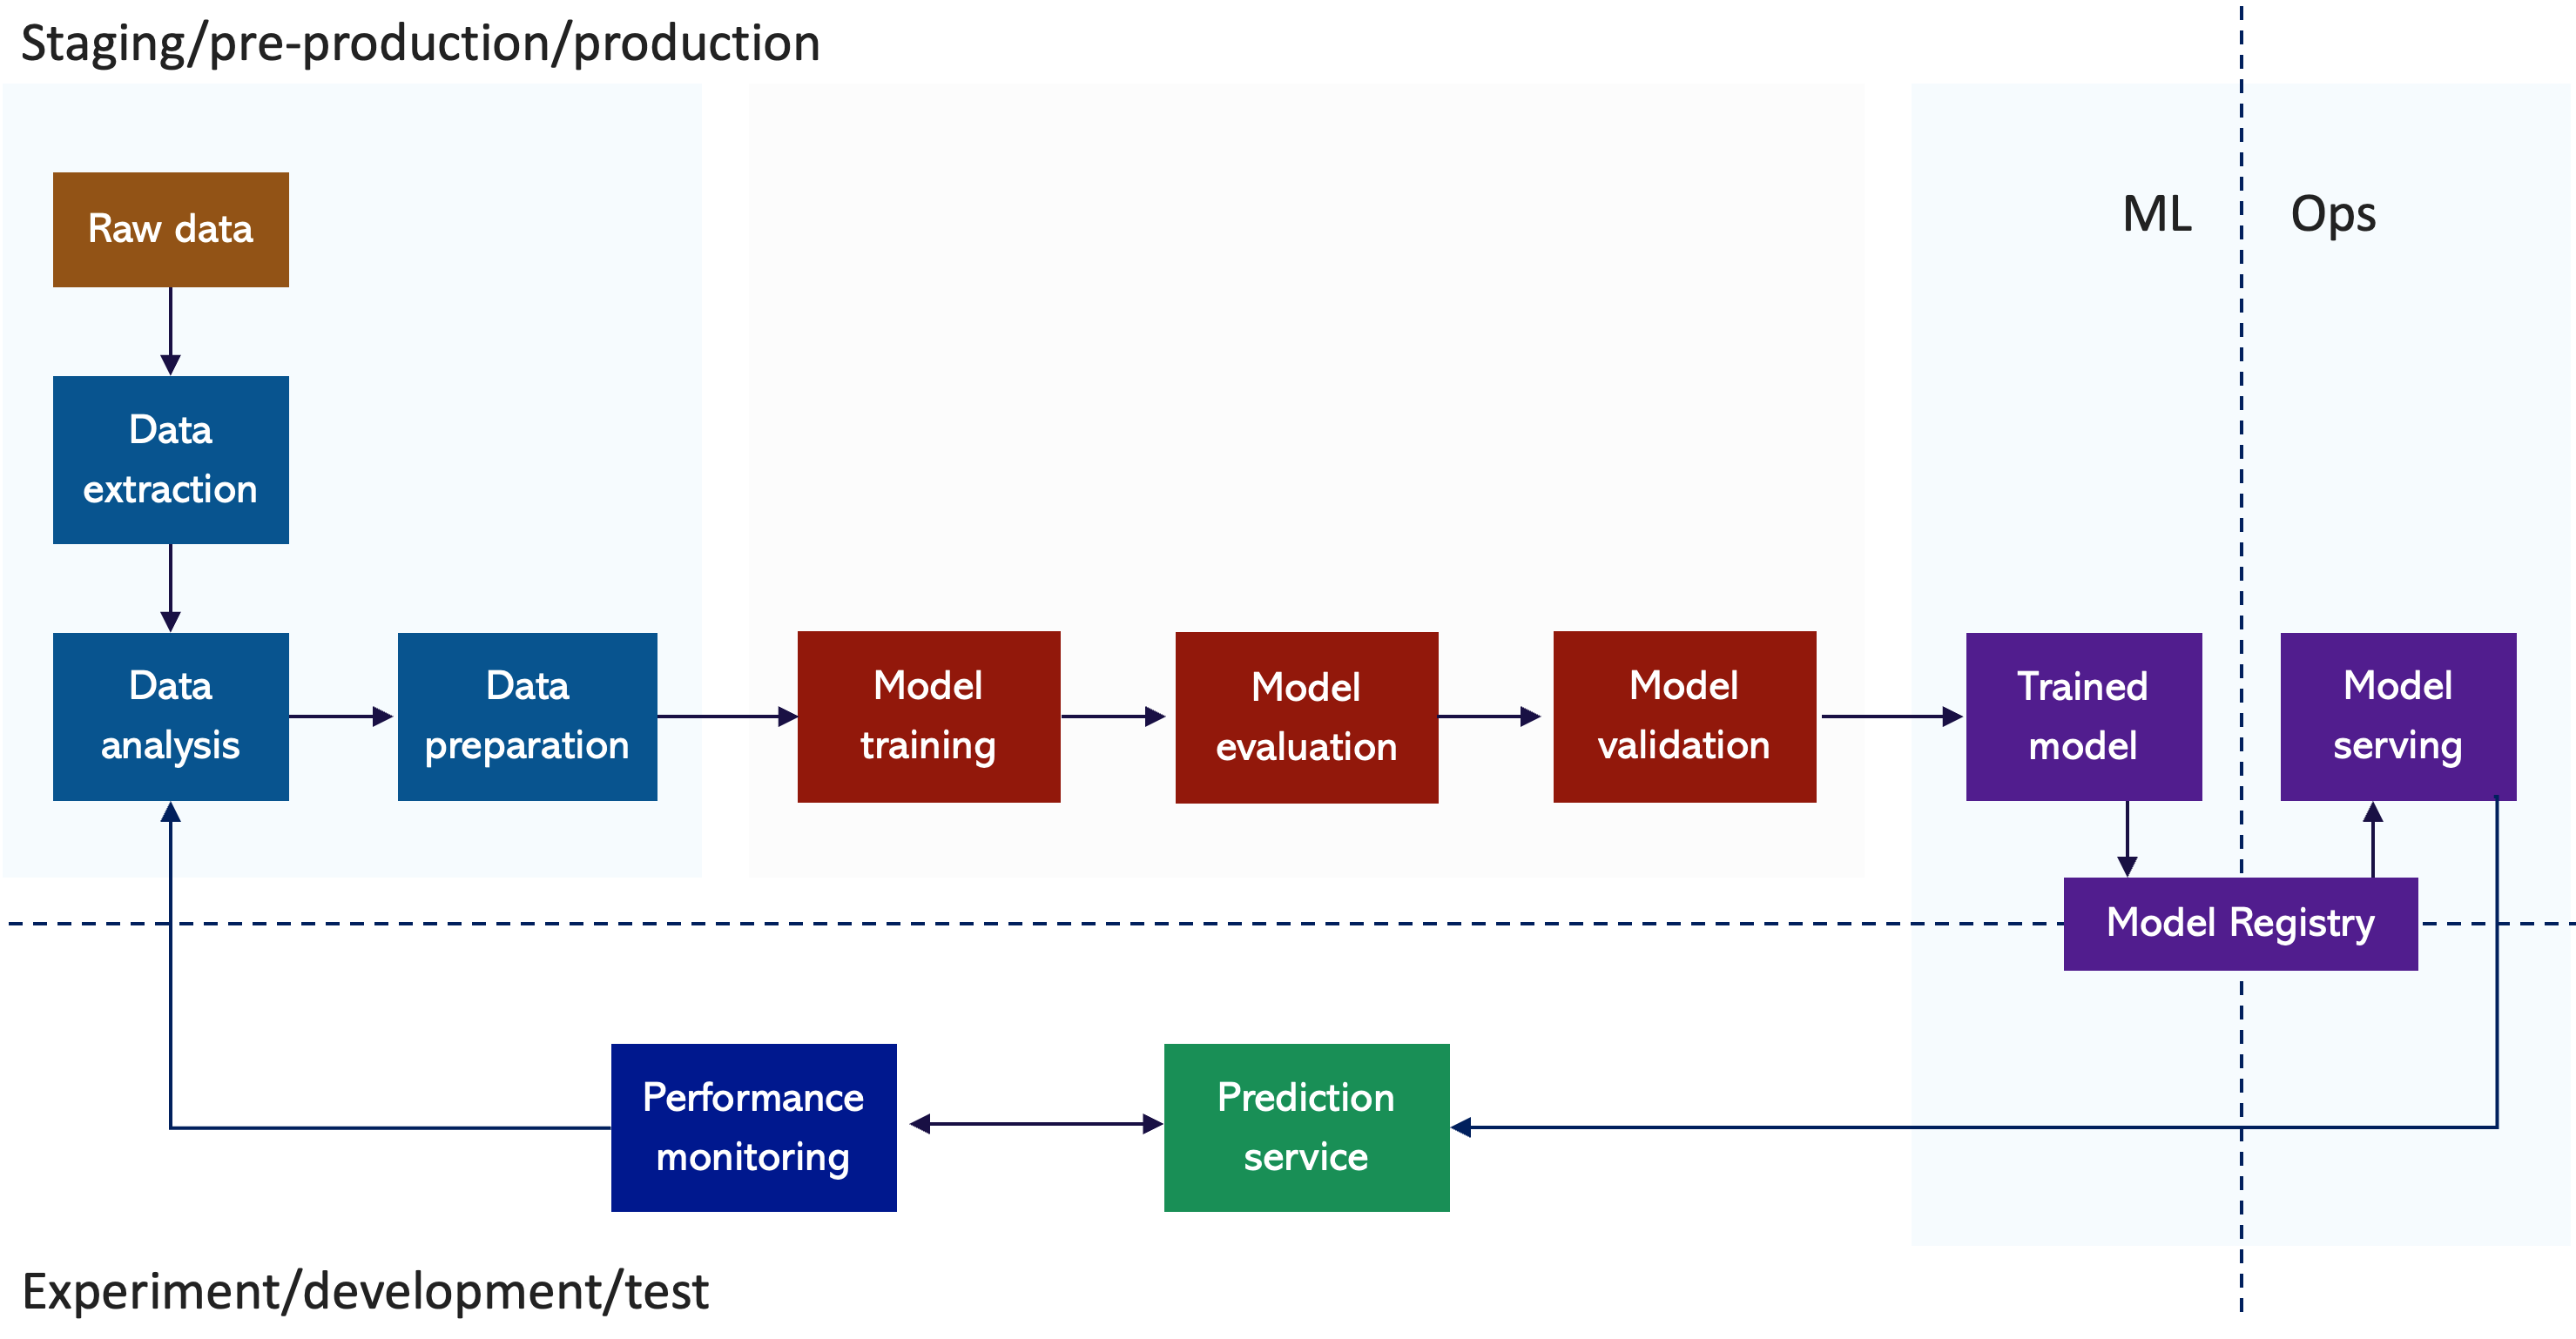 Staging/pre-production/production
ML
Ops
Raw data
Data
extraction
Data
analysis
Data
preparation
Model
training
Model
evaluation
Model
validation
Trained
model
Model
serving
Model Registry
Performance
monitoring
Prediction
service
Experiment/development/test